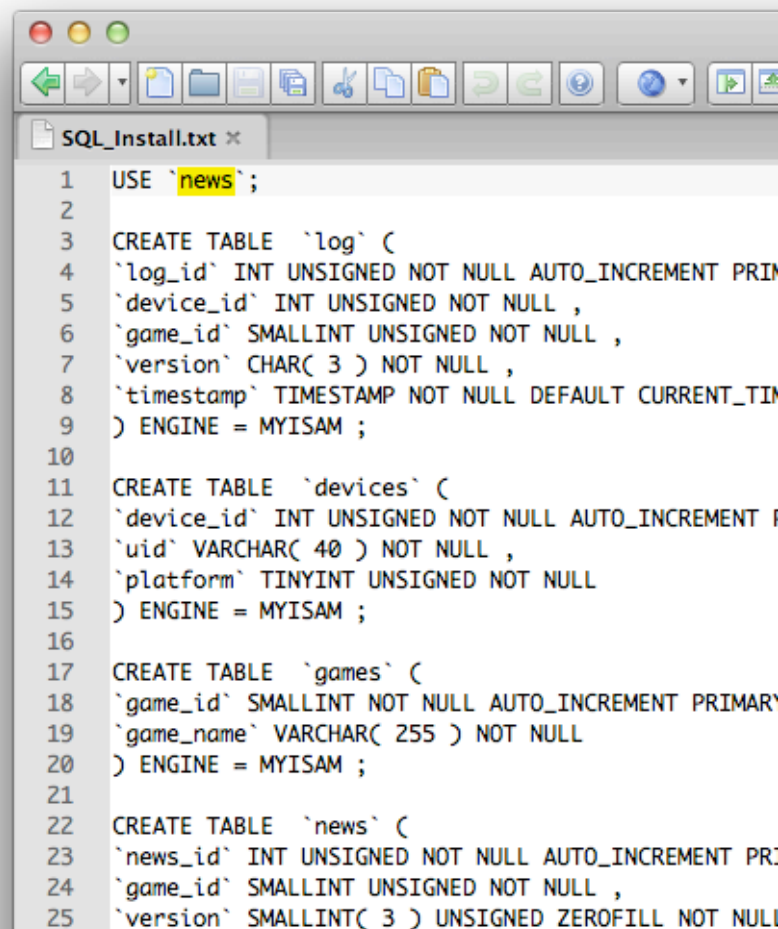 SQL_Install.txt
1 USE `news`;
2
3 CREATE TABLE  `log` (
4 `log_id` INT UNSIGNED NOT NULL AUTO_INCREMENT
5 `device_id` INT UNSIGNED NOT NULL ,
6 `game_id` SMALLINT UNSIGNED NOT NULL ,
7 `version` CHAR( 3 ) NOT NULL ,
8 `timestamp` TIMESTAMP NOT NULL DEFAULT
9 ) ENGINE = MYISAM ;
10
11 CREATE TABLE  `devices` (
12 `device_id` INT UNSIGNED NOT NULL AUTO_INCREMENT
13 `uid` VARCHAR( 40 ) NOT NULL ,
14 `platform` TINYINT UNSIGNED NOT NULL
15 ) ENGINE = MYISAM ;
16
17 CREATE TABLE  `games` (
18 `game_id` SMALLINT NOT NULL AUTO_INCREMENT PRIMARY
19 `game_name` VARCHAR( 255 ) NOT NULL
20 ) ENGINE = MYISAM ;
21
22 CREATE TABLE  `news` (
23 `news_id` INT UNSIGNED NOT NULL AUTO_INCREMENT
24 `game_id` SMALLINT UNSIGNED NOT NULL ,
25 `version` SMALLINT( 3 ) UNSIGNED ZEROFILL NOT NULL